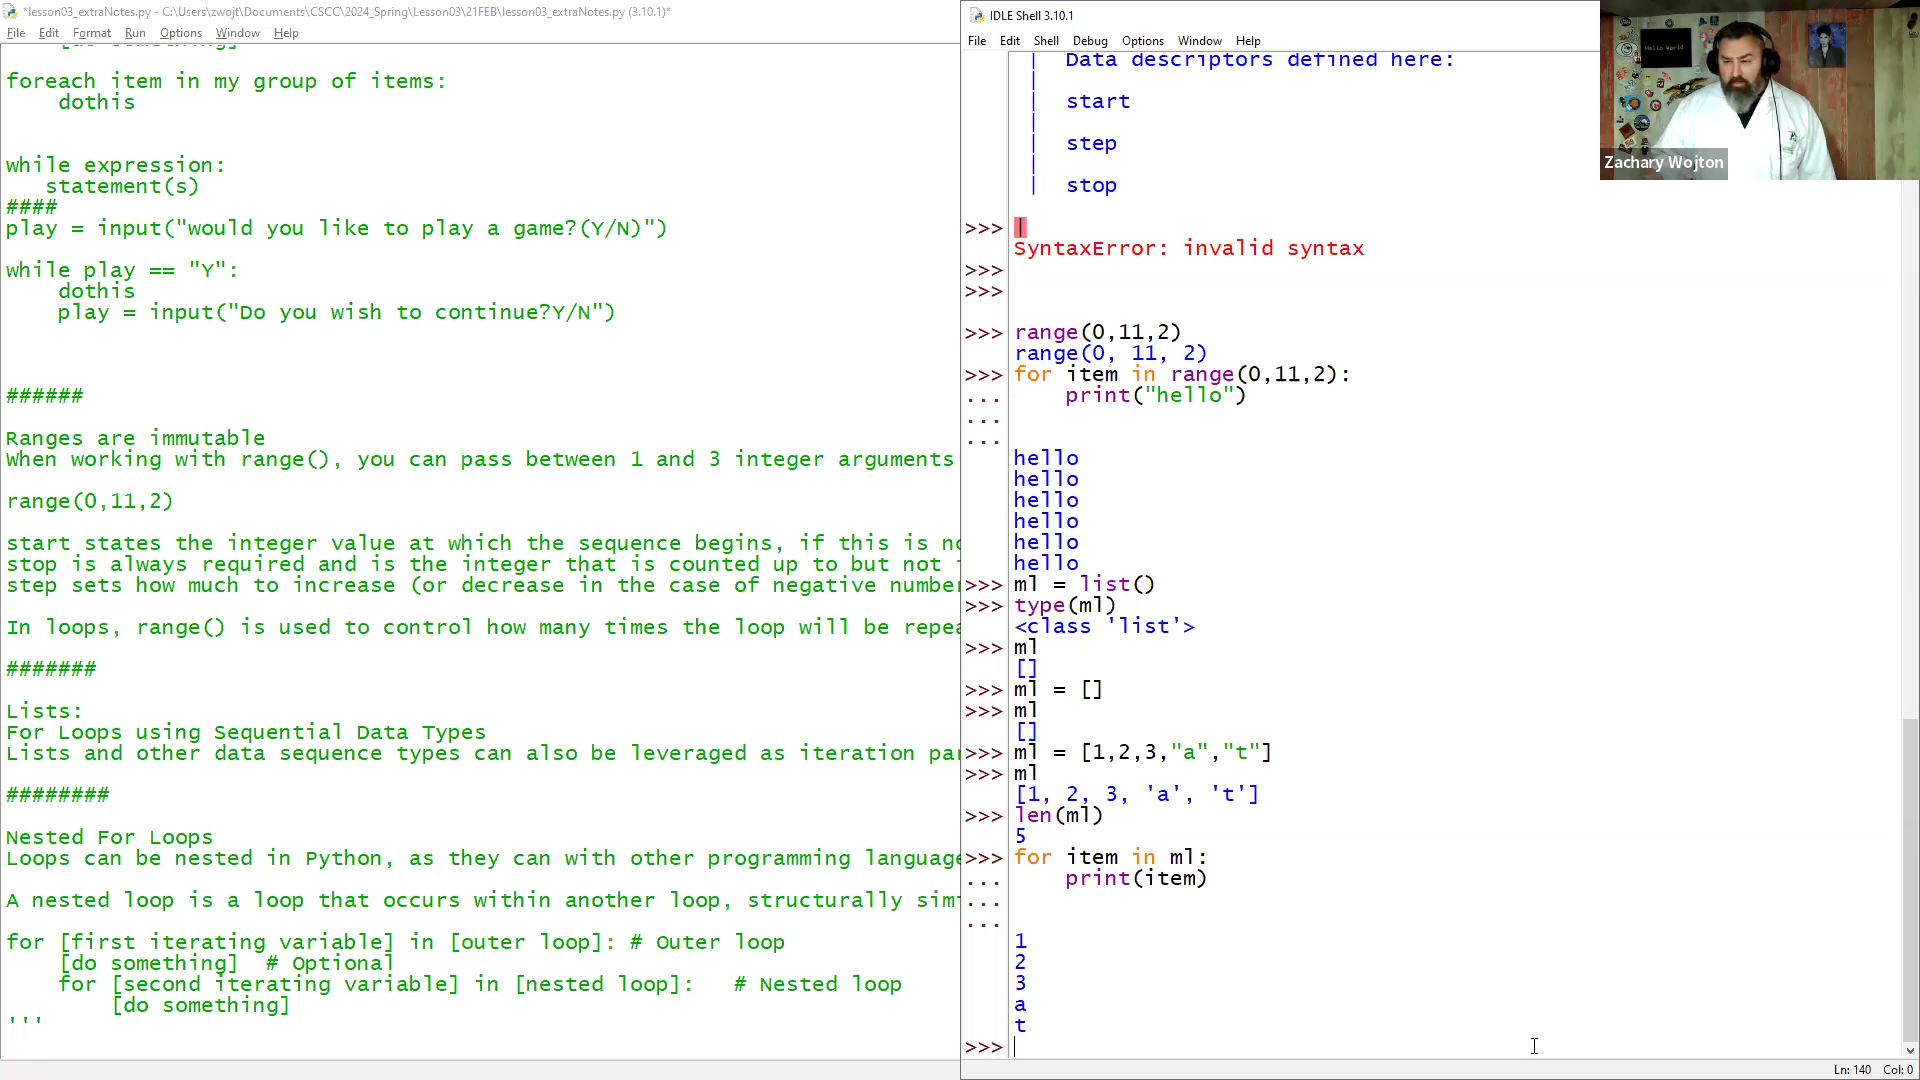 *lesson03_extraNotes.py - C:\Users\zwojt\Documents\CSCC\2024_Spring\Lesson03\21FEB\lesson03_extraNotes.py (3.10.1)*
File Edit Format Run Options Window Help
[do something]
foreach item in my group of items:
dothis
while expression:
statement(s)
####
play = input("would you like to play a game?(Y/N)")
while play == "Y":
dothis
play = input("Do you wish to continue?Y/N")
######
Ranges are immutable
When working with range(), you can pass between 1 and 3 integer arguments
range(0,11,2)
start states the integer value at which the sequence begins, if this is
stop is always required and is the integer that is counted up to but not
step sets how much to increase (or decrease in the case of negative
In loops, range() is used to control how many times the loop will be
#######
Lists:
For Loops using Sequential Data Types
Lists and other data sequence types can also be leveraged as iteration
########
Nested For Loops
Loops can be nested in Python, as they can with other programming
A nested loop is a loop that occurs within another loop, structurally
for [first iterating variable] in [outer loop]: # Outer loop
[do something]  # Optional
for [second iterating variable] in [nested loop]:   # Nested loop
[do something]
'''
IDLE Shell 3.10.1
File Edit Shell Debug Options Window Help
| Data descriptors defined here:
|
| start
|
| step
|
| stop
>>> |
SyntaxError: invalid syntax
>>>
>>>
>>> range(0,11,2)
range(0, 11, 2)
>>> for item in range(0,11,2):
... print("hello")
...
...
hello
hello
hello
hello
hello
hello
>>> ml = list()
>>> type(ml)
<class 'list'>
>>> ml
[]
>>> ml = []
>>> ml
[]
>>> ml = [1,2,3,"a","t"]
>>> ml
[1, 2, 3, 'a', 't']
>>> len(ml)
5
>>> for item in ml:
... print(item)
...
...
1
2
3
a
t
>>>
Ln: 140 Col: 0
Hello World
Zachary Wojton